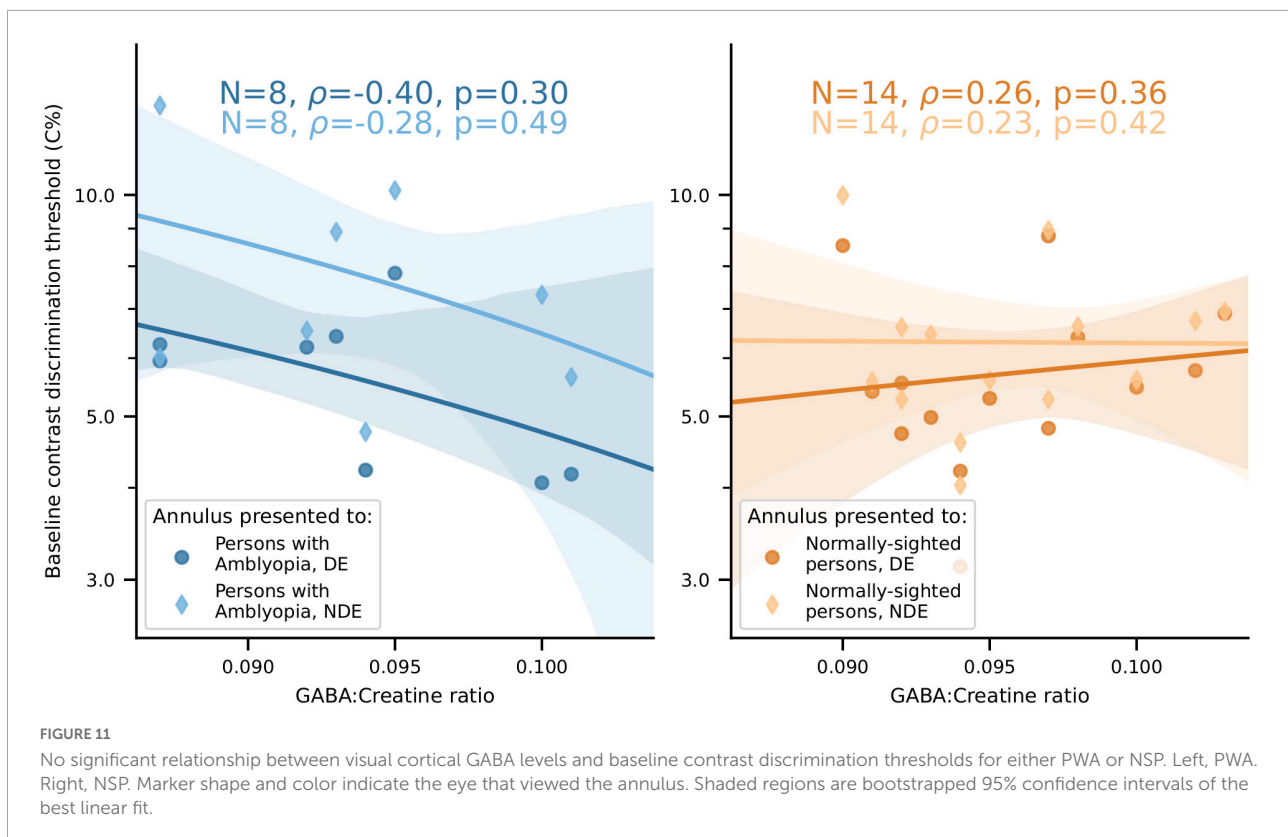 Baseline contrast discrimination threshold (C%)
N=8, ρ=-0.40, p=0.30
N=8, ρ=-0.28, p=0.49
10.0
5.0
3.0
Annulus presented to:
Persons with
Amblyopia, DE
Persons with
Amblyopia, NDE
0.090 0.095 0.100
GABA:Creatine ratio
N=14, ρ=0.26, p=0.36
N=14, ρ=0.23, p=0.42
10.0
5.0
3.0
Annulus presented to:
Normally-sighted
persons, DE
Normally-sighted
persons, NDE
0.090 0.095 0.100
GABA:Creatine ratio
FIGURE 11
No significant relationship between visual cortical GABA levels and baseline contrast discrimination thresholds for either PWA or NSP. Left, PWA.
Right, NSP. Marker shape and color indicate the eye that viewed the annulus. Shaded regions are bootstrapped 95% confidence intervals of the
best linear fit.